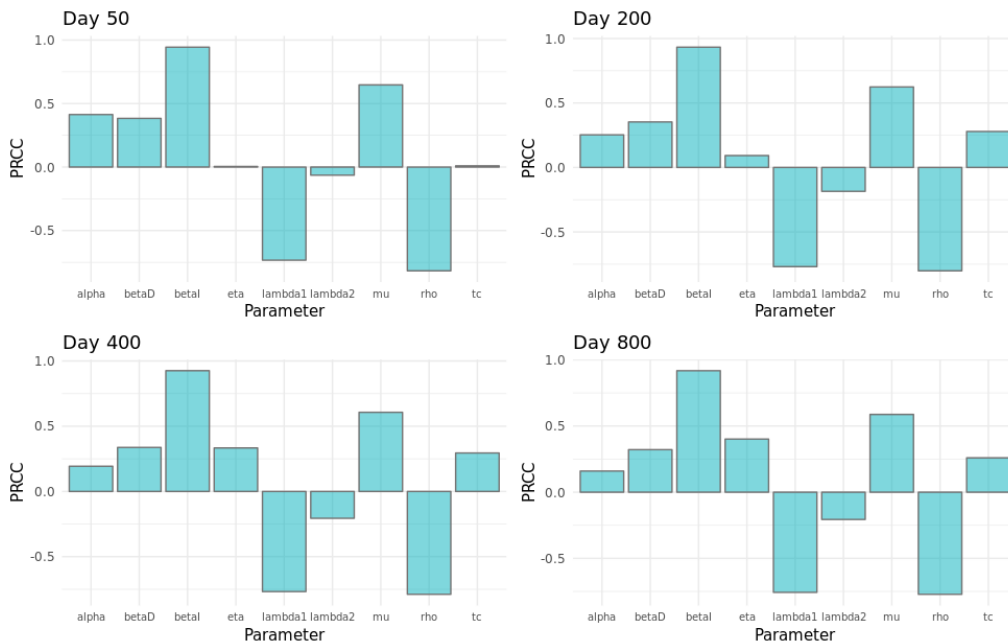 Day 50
1.0
0.5
0.0
-0.5
PRCC
alpha betaD betaI eta lambda1 lambda2 mu rho tc
Parameter
Day 200
1.0
0.5
0.0
-0.5
PRCC
alpha betaD betaI eta lambda1 lambda2 mu rho tc
Parameter
Day 400
1.0
0.5
0.0
-0.5
PRCC
alpha betaD betaI eta lambda1 lambda2 mu rho tc
Parameter
Day 800
1.0
0.5
0.0
-0.5
PRCC
alpha betaD betaI eta lambda1 lambda2 mu rho tc
Parameter